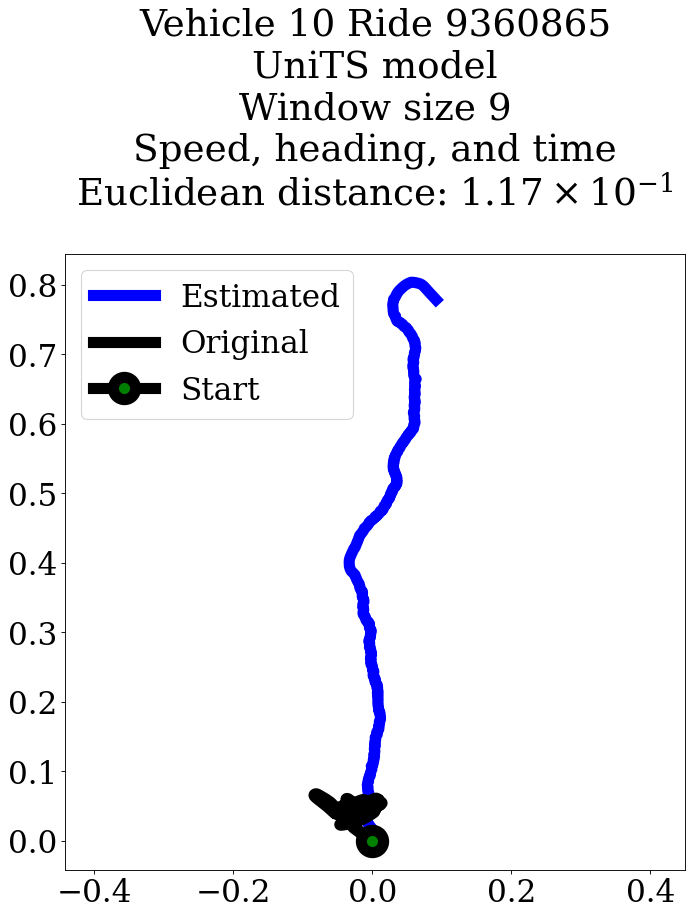 Vehicle 10 Ride 9360865
UniTS model
Window size 9
Speed, heading, and time
Euclidean distance: 1.17 × 10⁻¹
Estimated
Original
Start
0.8
0.7
0.6
0.5
0.4
0.3
0.2
0.1
0.0
−0.4 −0.2 0.0 0.2 0.4